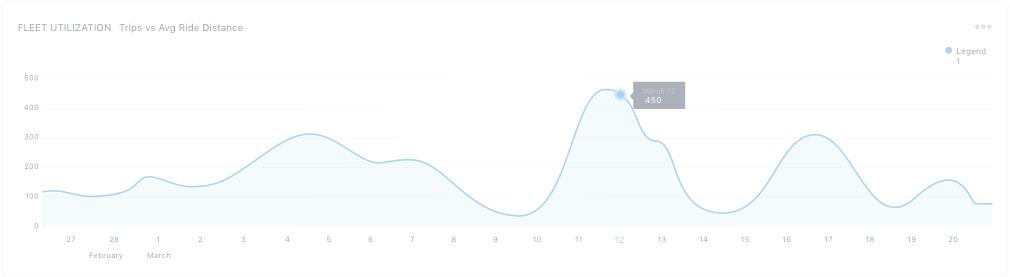 FLEET UTILIZATION Trips vs Avg Ride Distance
Legend
1
500
400
300
200
100
0
March 12
450
27 28 1 2 3 4 5 6 7 8 9 10 11 12 13 14 15 16 17 18 19 20
February March